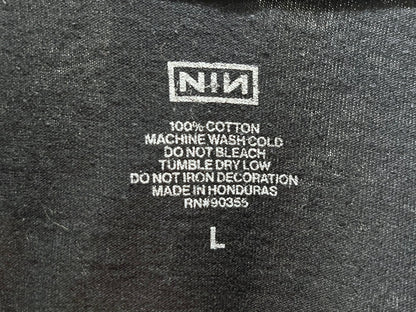 NIN
100% COTTON
MACHINE WASH COLD
DO NOT BLEACH
TUMBLE DRY LOW
DO NOT IRON DECORATION
MADE IN HONDURAS
RN#90355
L